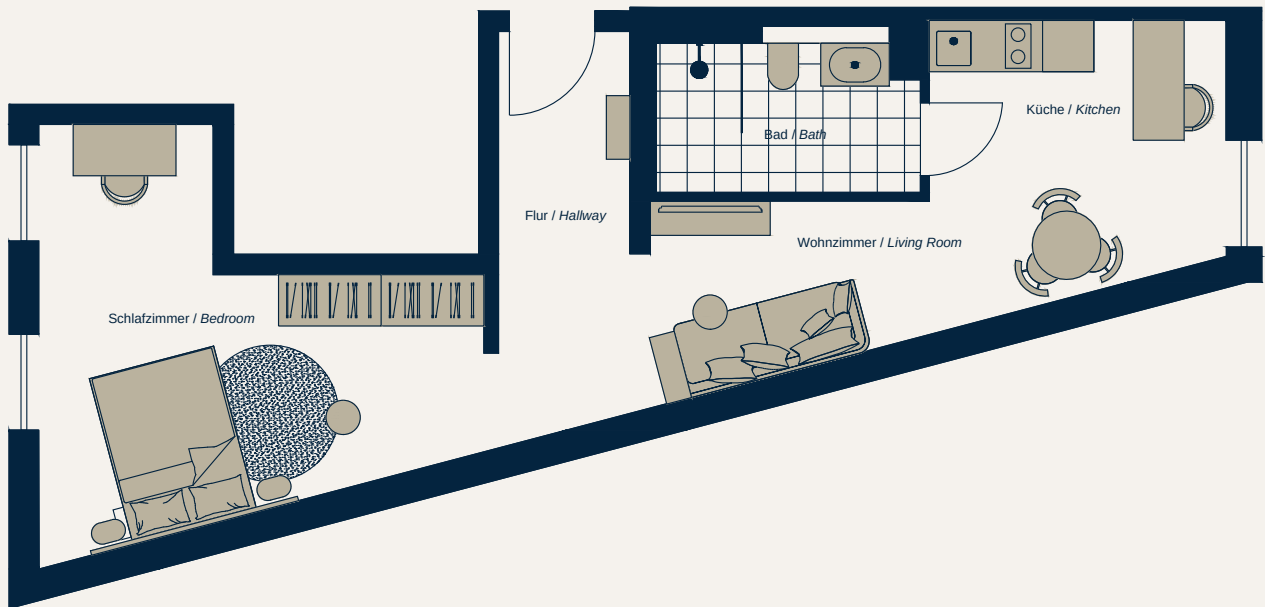 Küche / Kitchen
Bad / Bath
Flur / Hallway
Wohnzimmer / Living Room
Schlafzimmer / Bedroom